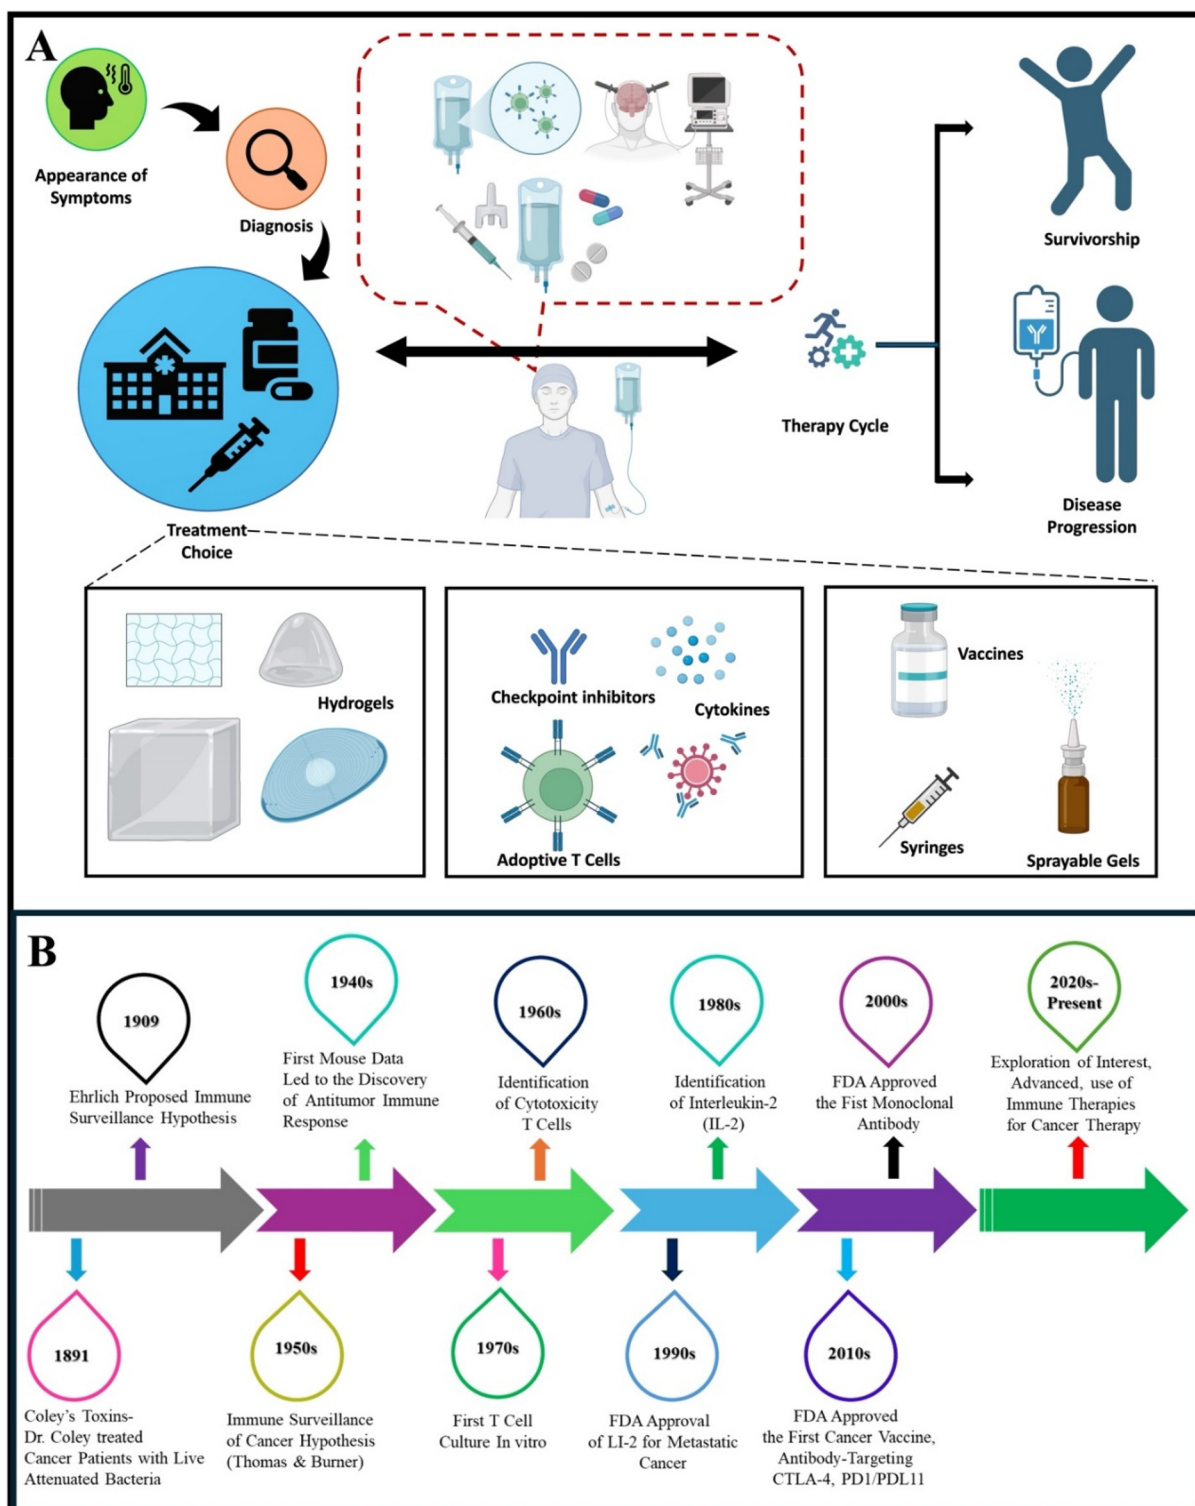 A
Appearance of
Symptoms
Diagnosis
Treatment
Choice
Therapy Cycle
Survivorship
Disease
Progression
Hydrogels
Checkpoint inhibitors
Cytokines
Adoptive T Cells
Vaccines
Syringes
Sprayable Gels
B
1909
Ehrlich Proposed Immune
Surveillance Hypothesis
1940s
First Mouse Data
Led to the Discovery
of Antitumor Immune
Response
1960s
Identification
of Cytotoxicity
T Cells
1980s
Identification
of Interleukin-2
(IL-2)
2000s
FDA Approved
the Fist Monoclonal
Antibody
2020s-
Present
Exploration of Interest,
Advanced, use of
Immune Therapies
for Cancer Therapy
1891
Coley's Toxins-
Dr. Coley treated
Cancer Patients with Live
Attenuated Bacteria
1950s
Immune Surveillance
of Cancer Hypothesis
(Thomas & Burner)
1970s
First T Cell
Culture In vitro
1990s
FDA Approval
of LI-2 for Metastatic
Cancer
2010s
FDA Approved
the First Cancer Vaccine,
Antibody-Targeting
CTLA-4, PD1/PDL11